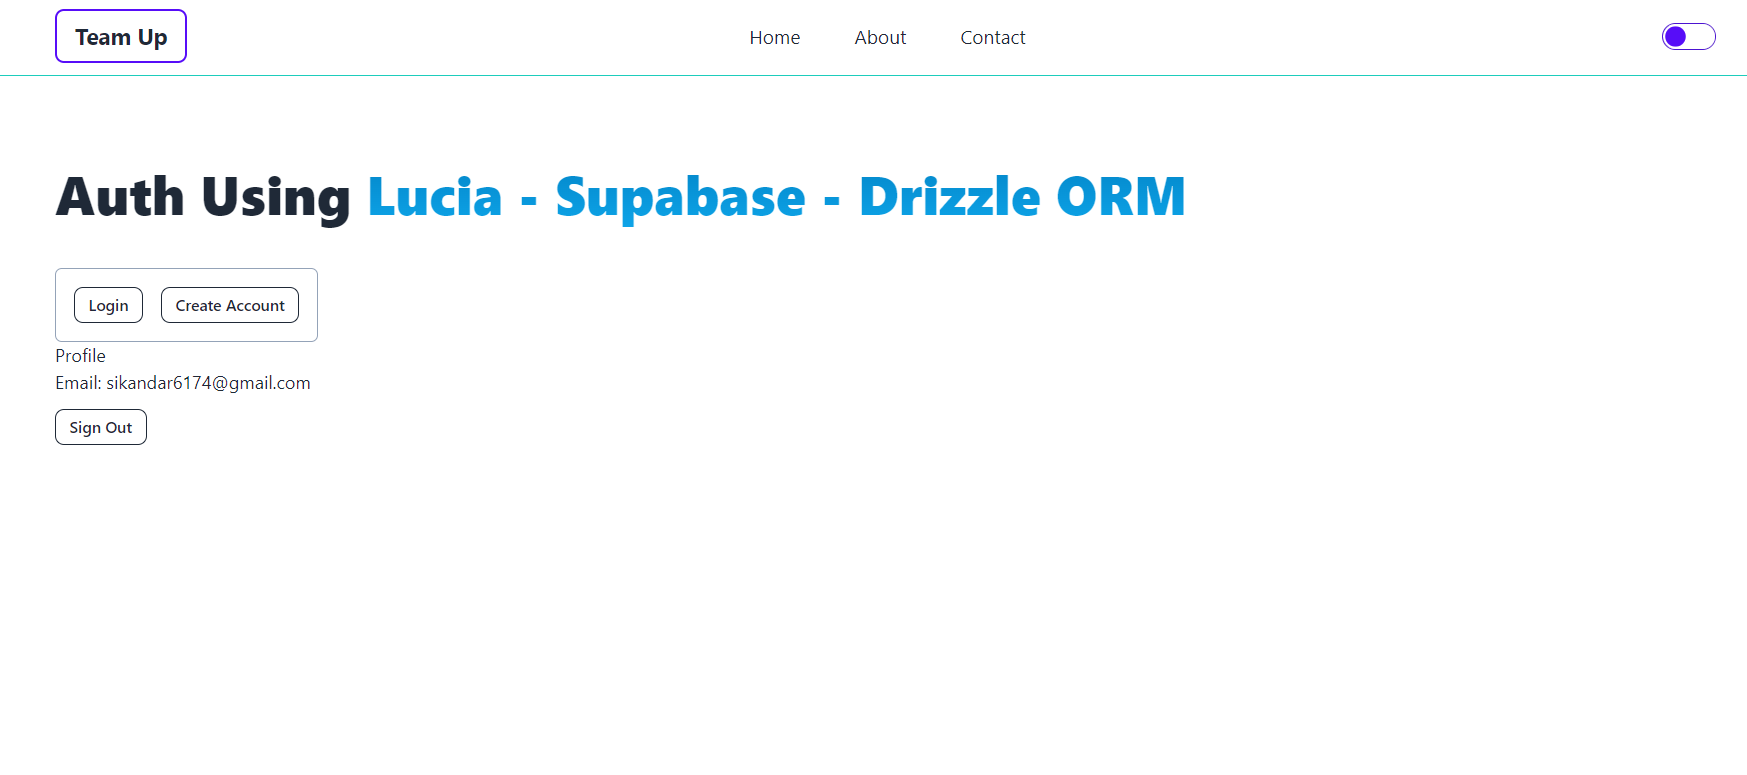 Team Up
Home About Contact
Auth Using Lucia - Supabase - Drizzle ORM
Login Create Account
Profile
Email: sikandar6174@gmail.com
Sign Out